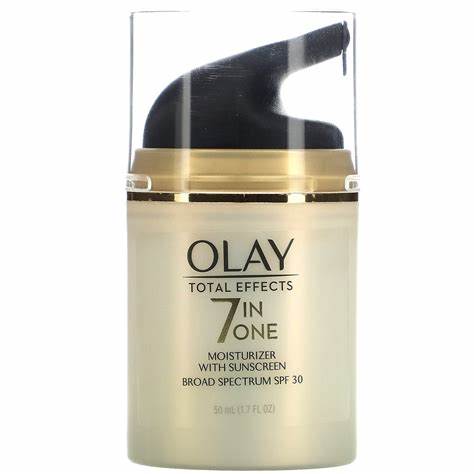 OLAY
TOTAL EFFECTS
7 IN ONE
MOISTURIZER
WITH SUNSCREEN
BROAD SPECTRUM SPF 30
50 mL (1.7 FL OZ)